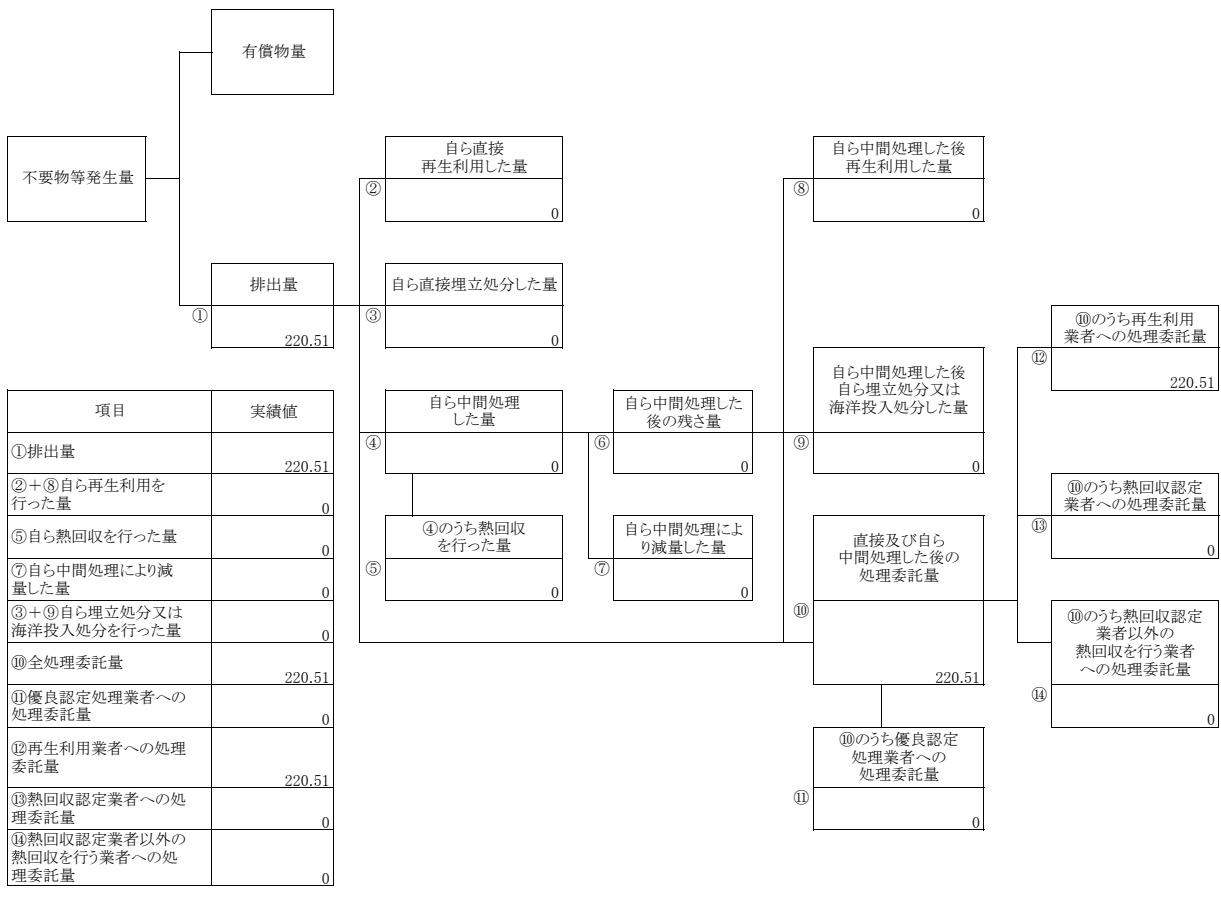 有償物量
不要物等発生量
自ら直接
再生利用した量
②
0
自ら中間処理した後
再生利用した量
⑧
0
排出量
①
220.51
自ら直接埋立処分した量
③
0
⑩のうち再生利用
業者への処理委託量
⑫
220.51
自ら中間処理
した量
④
0
自ら中間処理した
後の残さ量
⑥
0
自ら中間処理した後
自ら埋立処分又は
海洋投入処分した量
⑨
0
⑩のうち熱回収認定
業者への処理委託量
⑬
0
④のうち熱回収
を行った量
⑤
0
自ら中間処理によ
り減量した量
⑦
0
直接及び自ら
中間処理した後の
処理委託量
⑩
220.51
⑩のうち熱回収認定
業者以外の
熱回収を行う業者
への処理委託量
⑭
0
⑩のうち優良認定
処理業者への
処理委託量
⑪
0
項目 実績値
①排出量
220.51
②+⑧自ら再生利用を
行った量
0
⑤自ら熱回収を行った量
0
⑦自ら中間処理により減
量した量
0
③+⑨自ら埋立処分又は
海洋投入処分を行った量
0
⑩全処理委託量
220.51
⑪優良認定処理業者への
処理委託量
0
⑫再生利用業者への処理
委託量
220.51
⑬熱回収認定業者への処
理委託量
0
⑭熱回収認定業者以外の
熱回収を行う業者への処
理委託量
0